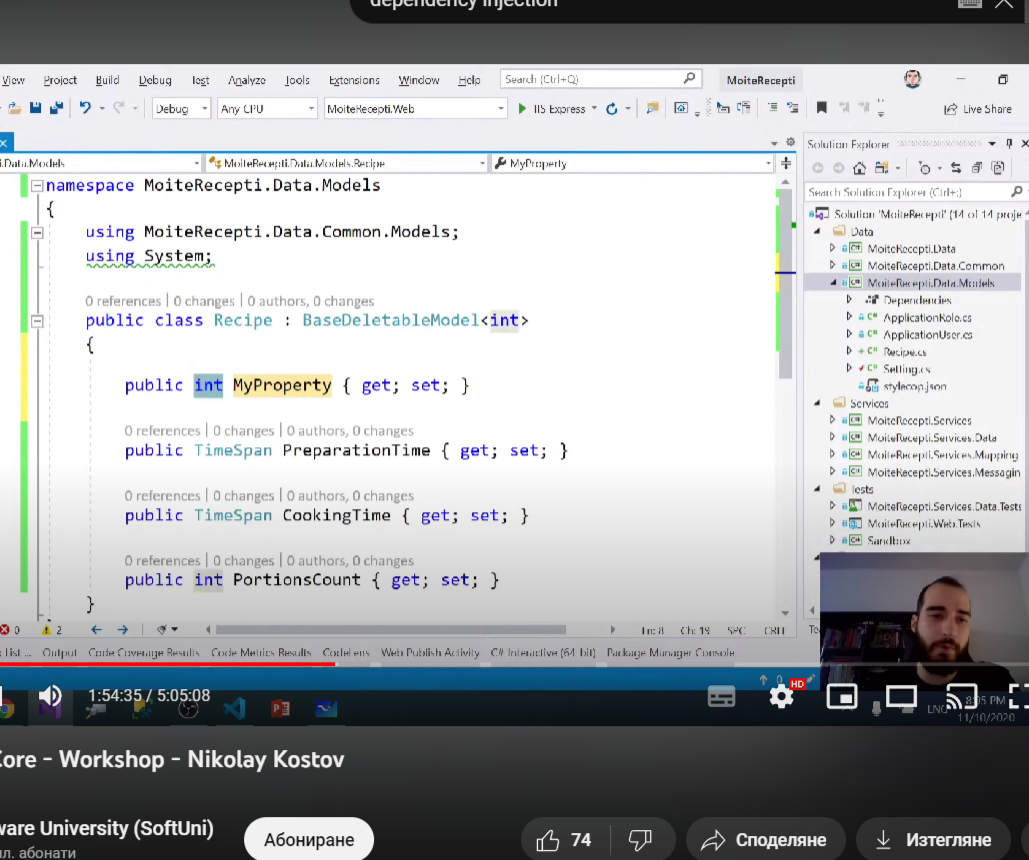 dependency injection
View Project Build Debug Test Analyze Tools Extensions Window Help Search (Ctrl+Q) MoiteRecepti
Debug Any CPU MoiteRecepti.Web IIS Express Live Share
.Data.Models MoiteRecepti.Data.Models.Recipe MyProperty
namespace MoiteRecepti.Data.Models
{
using MoiteRecepti.Data.Common.Models;
using System;
0 references | 0 changes | 0 authors, 0 changes
public class Recipe : BaseDeletableModel<int>
{
public int MyProperty { get; set; }
0 references | 0 changes | 0 authors, 0 changes
public TimeSpan PreparationTime { get; set; }
0 references | 0 changes | 0 authors, 0 changes
public TimeSpan CookingTime { get; set; }
0 references | 0 changes | 0 authors, 0 changes
public int PortionsCount { get; set; }
}
Solution Explorer
Search Solution Explorer (Ctrl+;)
Solution 'MoiteRecepti' (14 of 14 proje
Data
MoiteRecepti.Data
MoiteRecepti.Data.Common
MoiteRecepti.Data.Models
Dependencies
ApplicationRole.cs
ApplicationUser.cs
Recipe.cs
Setting.cs
stylecop.json
Services
MoiteRecepti.Services
MoiteRecepti.Services.Data
MoiteRecepti.Services.Mapping
MoiteRecepti.Services.Messagin
Tests
MoiteRecepti.Services.Data.Tests
MoiteRecepti.Web.Tests
Sandbox
0 2 Ln: 8 Ch: 19 SPC CRLF
List ... Output Code Coverage Results Code Metrics Results CodeLens Web Publish Activity C# Interactive (64-bit) Package Manager Console
0
1:54:35 / 5:05:08 HD
LNG 8:05 PM
11/10/2020
Core - Workshop - Nikolay Kostov
ware University (SoftUni)
ил. абонати
Абониране 74 Споделяне Изтегляне